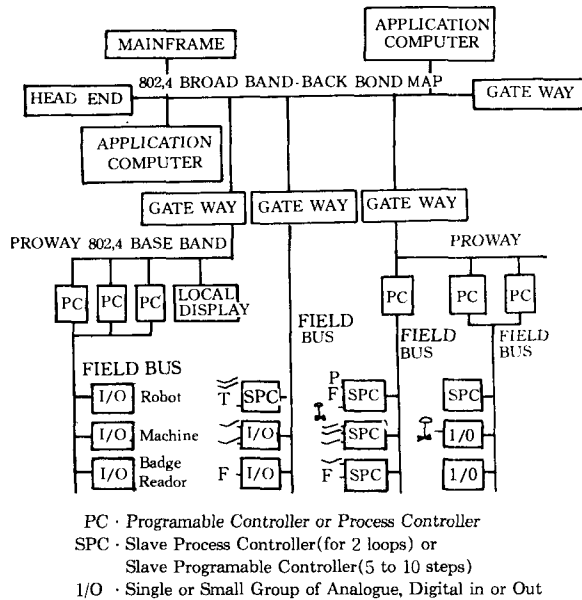 MAINFRAME
APPLICATION
COMPUTER
802,4 BROAD BAND-BACK BOND MAP
HEAD END
GATE WAY
APPLICATION
COMPUTER
GATE WAY
GATE WAY
GATE WAY
PROWAY 802,4 BASE BAND
PROWAY
PC
PC
PC
LOCAL
DISPLAY
PC
PC
PC
FIELD
BUS
FIELD
BUS
FIELD
BUS
FIELD BUS
I/O Robot
T SPC
P
F SPC
SPC
I/O Machine
I/O
SPC
1/0
I/O Badge
Reador
F I/O
F SPC
1/0
PC · Programable Controller or Process Controller
SPC · Slave Process Controller(for 2 loops) or
Slave Programable Controller(5 to 10 steps)
1/O · Single or Small Group of Analogue, Digital in or Out